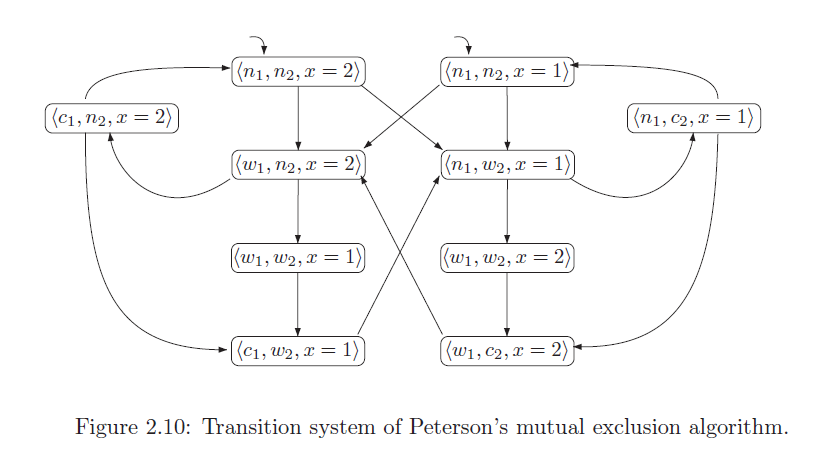 ⟨n₁, n₂, x = 2⟩ ⟨n₁, n₂, x = 1⟩
⟨c₁, n₂, x = 2⟩ ⟨n₁, c₂, x = 1⟩
⟨w₁, n₂, x = 2⟩ ⟨n₁, w₂, x = 1⟩
⟨w₁, w₂, x = 1⟩ ⟨w₁, w₂, x = 2⟩
⟨c₁, w₂, x = 1⟩ ⟨w₁, c₂, x = 2⟩
Figure 2.10: Transition system of Peterson's mutual exclusion algorithm.